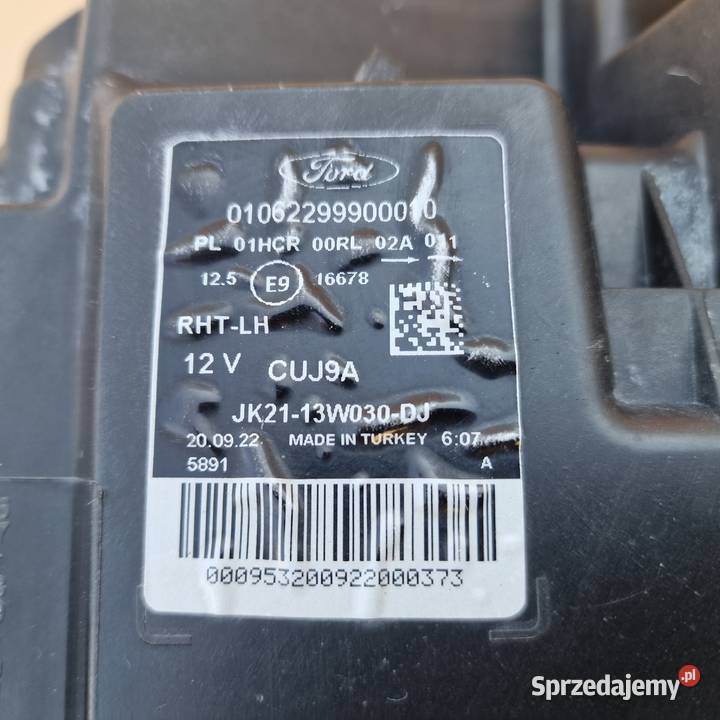 Ford
01062299900010
PL 01HCR 00RL 02A 011
12.5 E9 16678
RHT-LH
12 V CUJ9A
JK21-13W030-DJ
20.09.22 MADE IN TURKEY 6:07
5891 A
000953200922000373
Sprzedajemy.pl